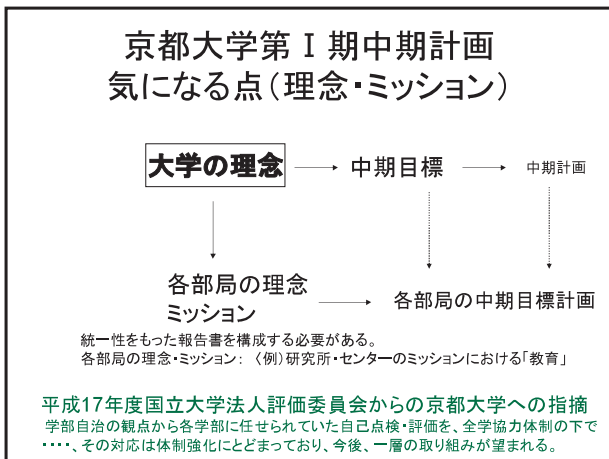 京都大学第Ⅰ期中期計画
気になる点(理念・ミッション)
大学の理念
中期目標
中期計画
各部局の理念
ミッション
各部局の中期目標計画
統一性をもった報告書を構成する必要がある。
各部局の理念・ミッション: 〈例〉研究所・センターのミッションにおける「教育」
平成17年度国立大学法人評価委員会からの京都大学への指摘
学部自治の観点から各学部に任せられていた自己点検・評価を、全学協力体制の下で
・・・・、その対応は体制強化にとどまっており、今後、一層の取り組みが望まれる。